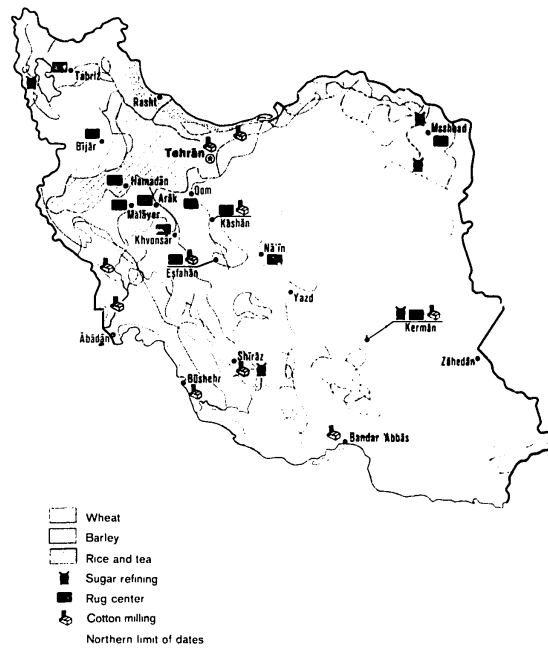 Tabrīz
Rasht
Mashhad
Bījār
Tehrān
Hamadān
Qom
Arāk
Malāyer
Kāshān
Khvonsār
Nā'īn
Eşfahān
Yazd
Kermān
Ābādān
Shīrāz
Zāhedān
Būshehr
Bandar 'Abbās
Wheat
Barley
Rice and tea
Sugar refining
Rug center
Cotton milling
Northern limit of dates